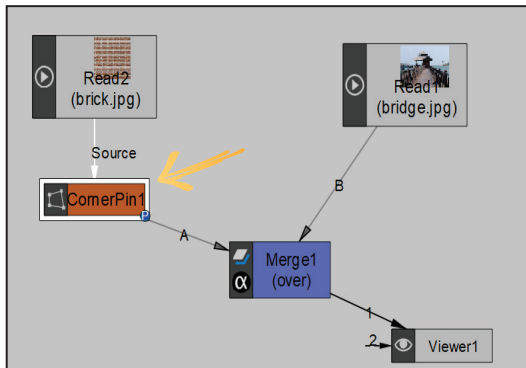 Read2
(brick.jpg)
Read1
(bridge.jpg)
Source
CornerPin1
P
B
A
Merge1
(over)
α
1
2
Viewer1